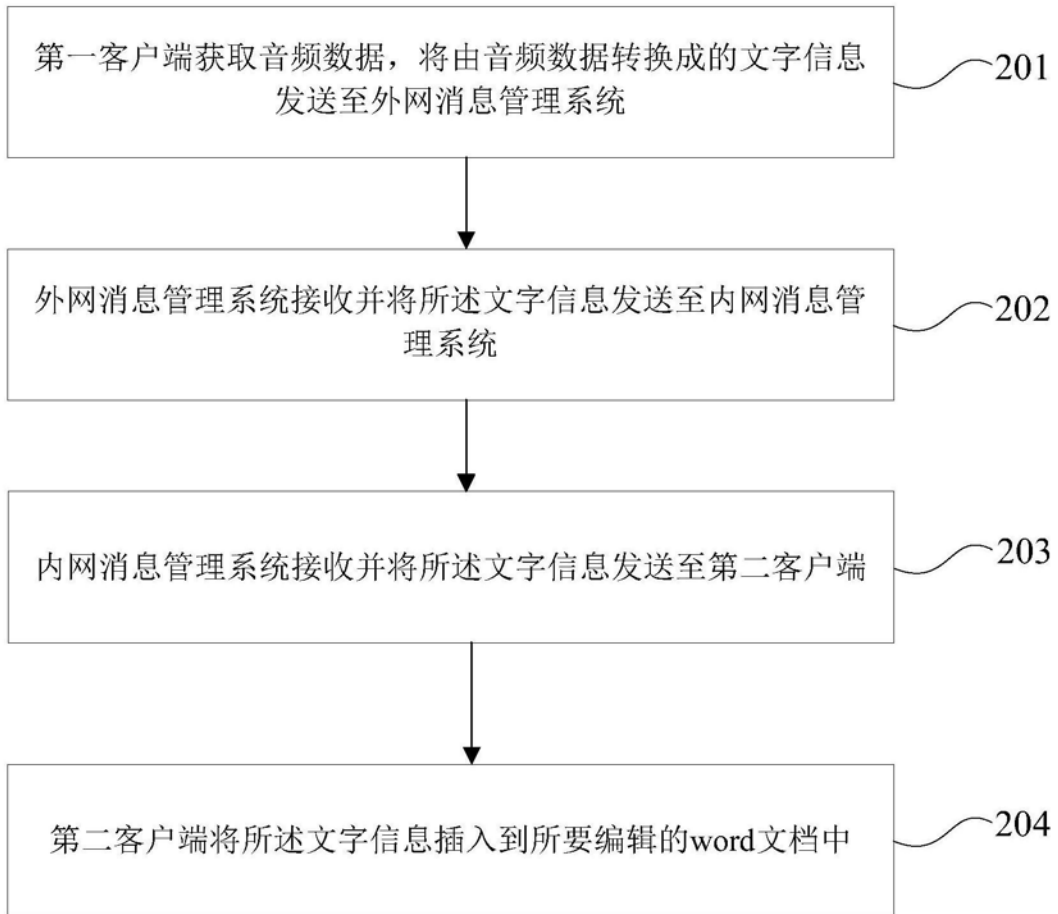 第一客户端获取音频数据，将由音频数据转换成的文字信息
发送至外网消息管理系统
201
外网消息管理系统接收并将所述文字信息发送至内网消息管
理系统
202
内网消息管理系统接收并将所述文字信息发送至第二客户端
203
第二客户端将所述文字信息插入到所要编辑的word文档中
204